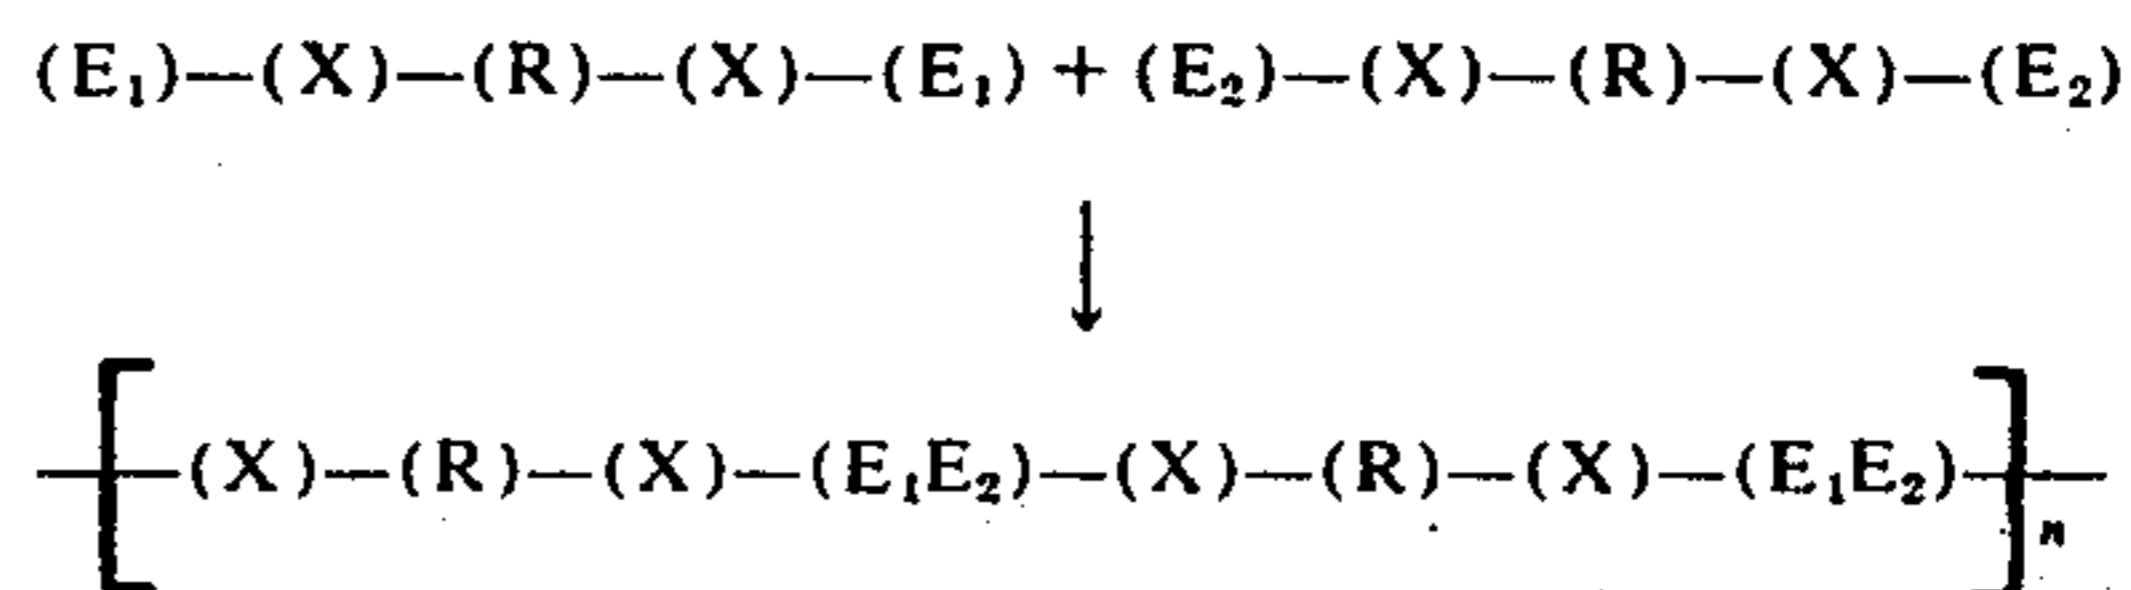 (E₁)—(X)—(R)—(X)—(E₁) + (E₂)—(X)—(R)—(X)—(E₂)
↓
[—(X)—(R)—(X)—(E₁E₂)—(X)—(R)—(X)—(E₁E₂)—]n